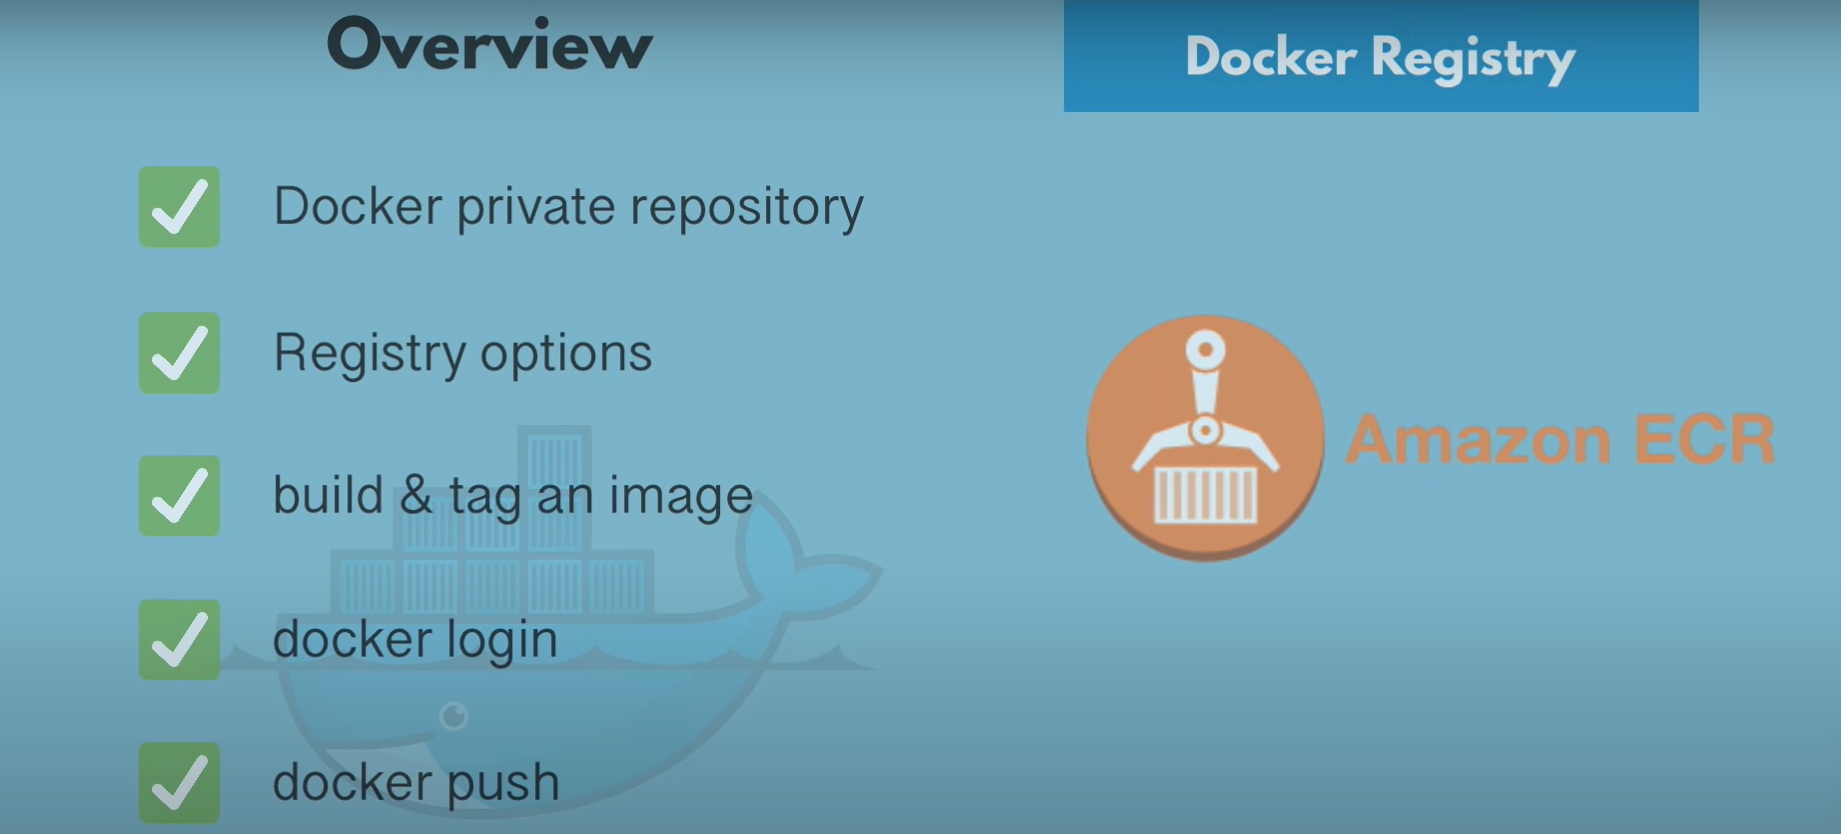 Overview
Docker Registry
Docker private repository
Registry options
build & tag an image
docker login
docker push
Amazon ECR